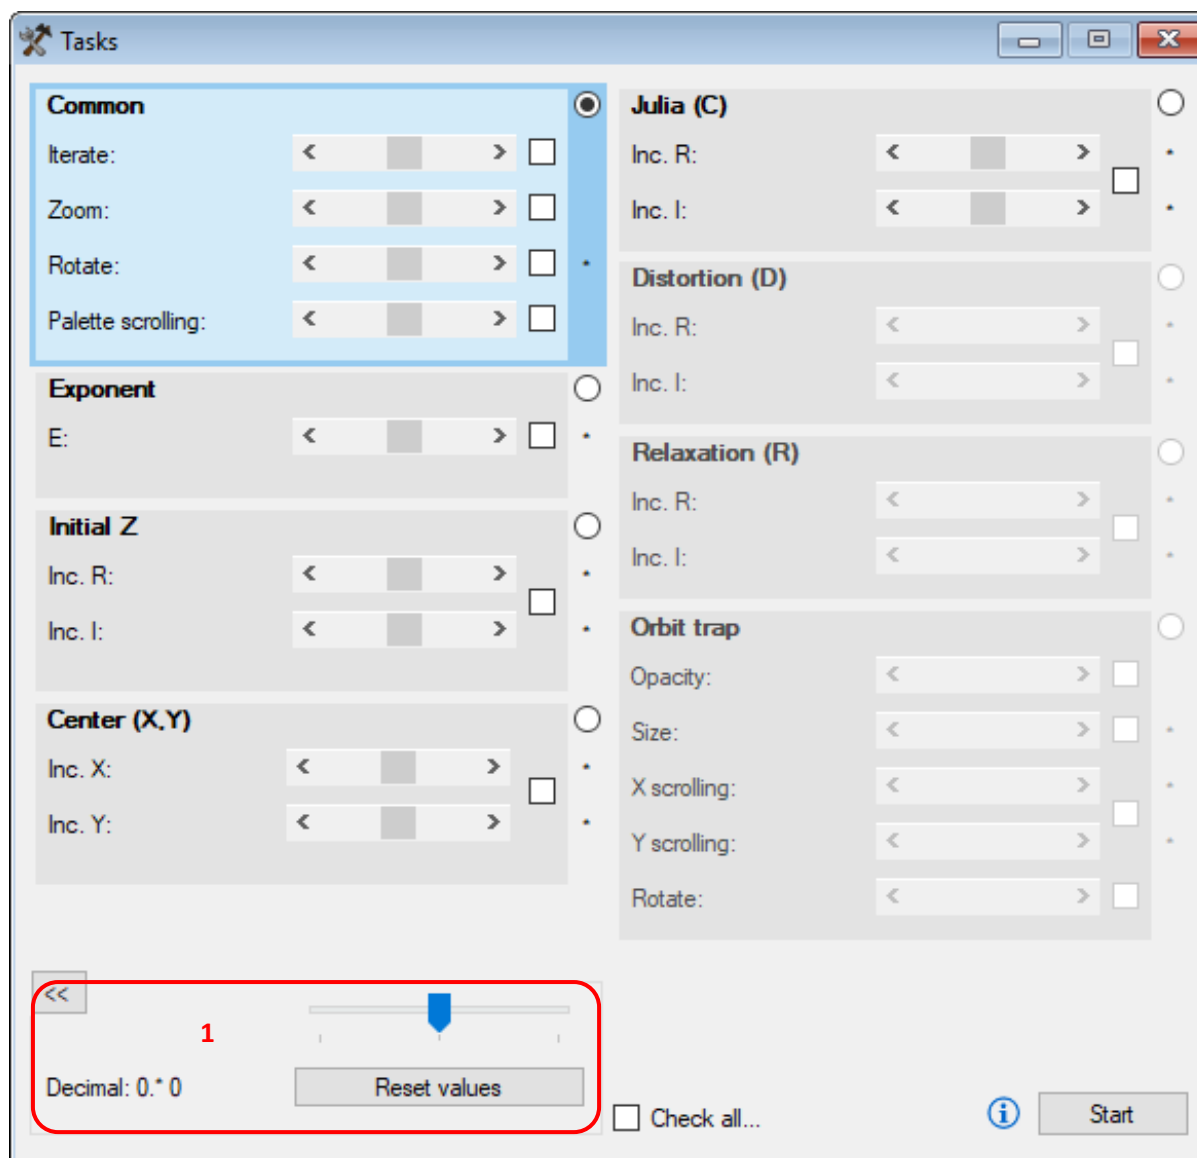 Tasks
Common
Iterate:
Zoom:
Rotate:
Palette scrolling:
Exponent
E:
Initial Z
Inc. R:
Inc. I:
Center (X,Y)
Inc. X:
Inc. Y:
Julia (C)
Inc. R:
Inc. I:
Distortion (D)
Inc. R:
Inc. I:
Relaxation (R)
Inc. R:
Inc. I:
Orbit trap
Opacity:
Size:
X scrolling:
Y scrolling:
Rotate:
<<
1
Decimal: 0.* 0
Reset values
Check all...
Start